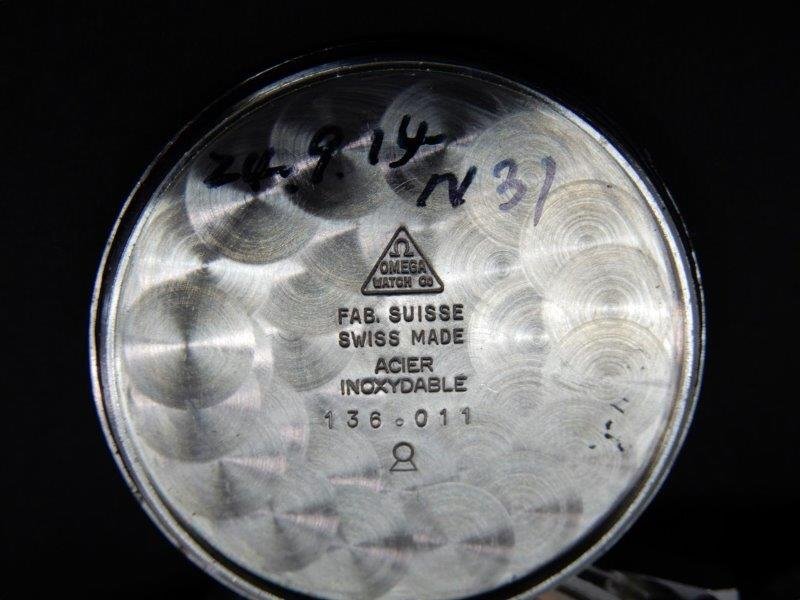 24.9.14
N31
Ω
OMEGA
WATCH Co
FAB. SUISSE
SWISS MADE
ACIER
INOXYDABLE
136.011